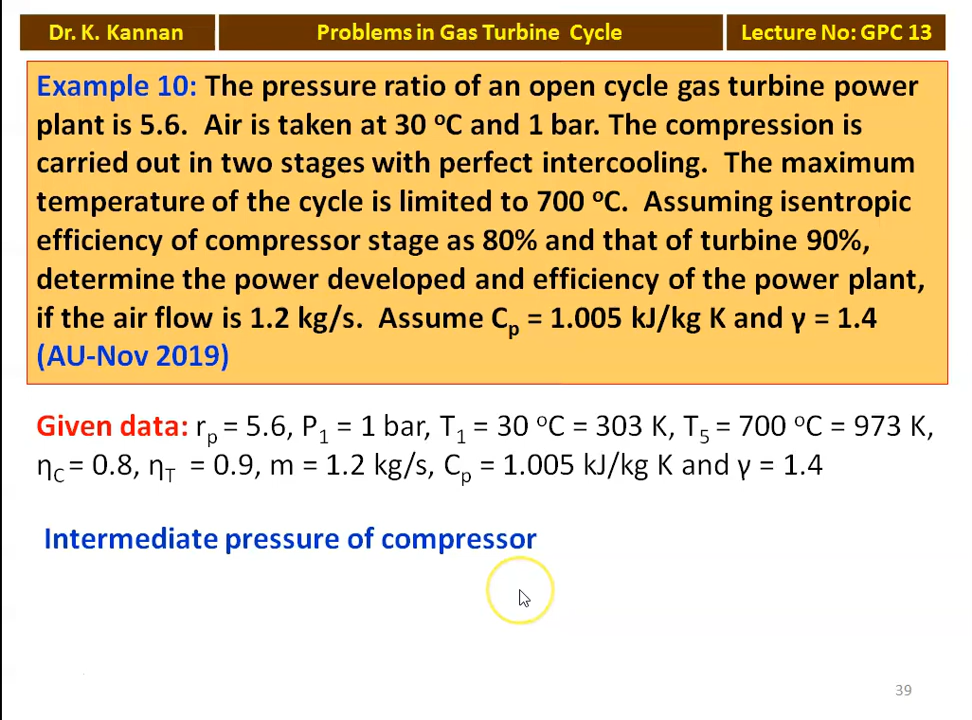 Dr. K. Kannan
Problems in Gas Turbine Cycle
Lecture No: GPC 13
Example 10: The pressure ratio of an open cycle gas turbine power
plant is 5.6. Air is taken at 30 ᵒC and 1 bar. The compression is
carried out in two stages with perfect intercooling. The maximum
temperature of the cycle is limited to 700 ᵒC. Assuming isentropic
efficiency of compressor stage as 80% and that of turbine 90%,
determine the power developed and efficiency of the power plant,
if the air flow is 1.2 kg/s. Assume Cₚ = 1.005 kJ/kg K and γ = 1.4
(AU-Nov 2019)
Given data: rₚ = 5.6, P₁ = 1 bar, T₁ = 30 ᵒC = 303 K, T₅ = 700 ᵒC = 973 K,
ηC = 0.8, ηT = 0.9, m = 1.2 kg/s, Cₚ = 1.005 kJ/kg K and γ = 1.4
Intermediate pressure of compressor
39